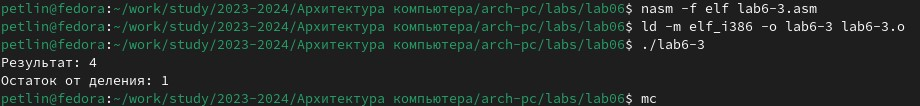 petlin@fedora:~/work/study/2023-2024/Архитектура компьютера/arch-pc/labs/lab06$ nasm -f elf lab6-3.asm
petlin@fedora:~/work/study/2023-2024/Архитектура компьютера/arch-pc/labs/lab06$ ld -m elf_i386 -o lab6-3 lab6-3.o
petlin@fedora:~/work/study/2023-2024/Архитектура компьютера/arch-pc/labs/lab06$ ./lab6-3
Результат: 4
Остаток от деления: 1
petlin@fedora:~/work/study/2023-2024/Архитектура компьютера/arch-pc/labs/lab06$ mc